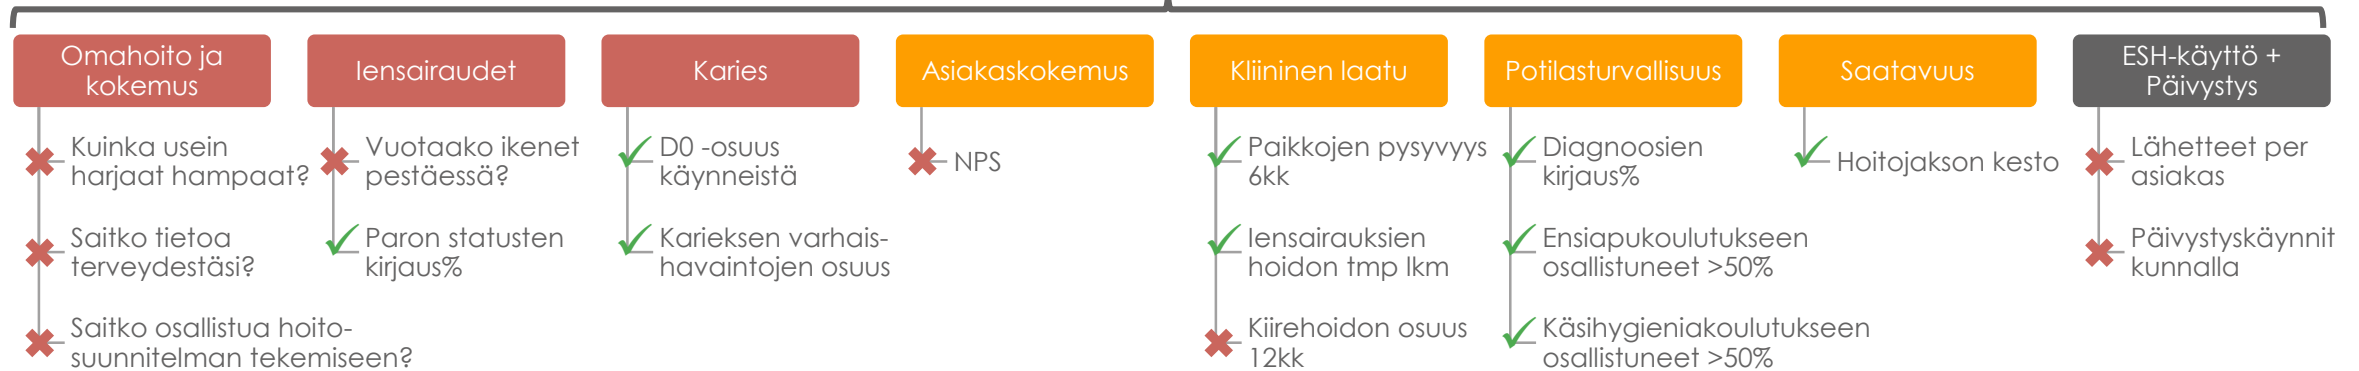 Omahoito ja
kokemus
Kuinka usein
harjaat hampaat?
Saitko tietoa
terveydestäsi?
Saitko osallistua hoito-
suunnitelman tekemiseen?
Iensairaudet
Vuotaako ikenet
pestäessä?
Paron statusten
kirjaus%
Karies
D0 -osuus
käynneistä
Karieksen varhais-
havaintojen osuus
Asiakaskokemus
NPS
Kliininen laatu
Paikkojen pysyvyys
6kk
Iensairauksien
hoidon tmp lkm
Kiirehoidon osuus
12kk
Potilasturvallisuus
Diagnoosien
kirjaus%
Ensiapukoulutukseen
osallistuneet >50%
Käsihygieniakoulutukseen
osallistuneet >50%
Saatavuus
Hoitojakson kesto
ESH-käyttö +
Päivystys
Lähetteet per
asiakas
Päivystyskäynnit
kunnalla